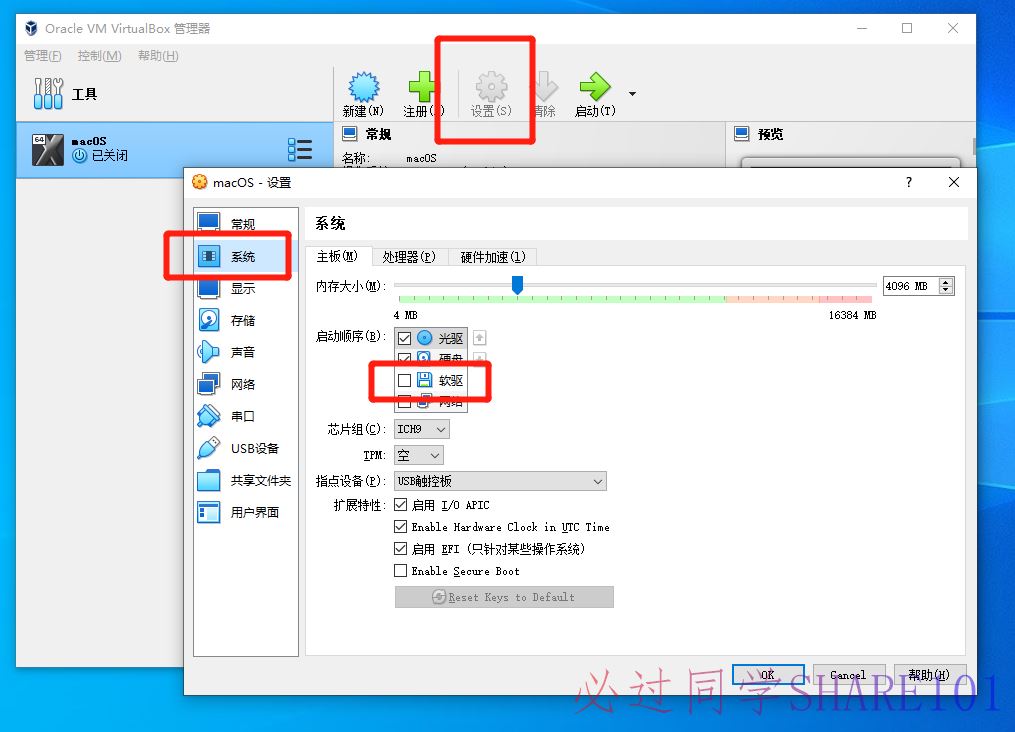 Oracle VM VirtualBox 管理器
管理(F) 控制(M) 帮助(H)
工具
新建(N) 注册( 设置(S) 清除 启动(T)
64 macOS
已关闭
常规
名称: macOS
预览
macOS - 设置 ?
常规
系统
显示
存储
声音
网络
串口
USB设备
共享文件夹
用户界面
系统
主板(M) 处理器(P) 硬件加速(L)
内存大小(M): 4096 MB
4 MB 16384 MB
启动顺序(B): 光驱
硬盘
软驱
网络
芯片组(C): ICH9
TPM: 空
指点设备(P): USB触控板
扩展特性: 启用 I/O APIC
Enable Hardware Clock in UTC Time
启用 EFI (只针对某些操作系统)
Enable Secure Boot
Reset Keys to Default
OK Cancel 帮助(H)
必过同学SHARE101